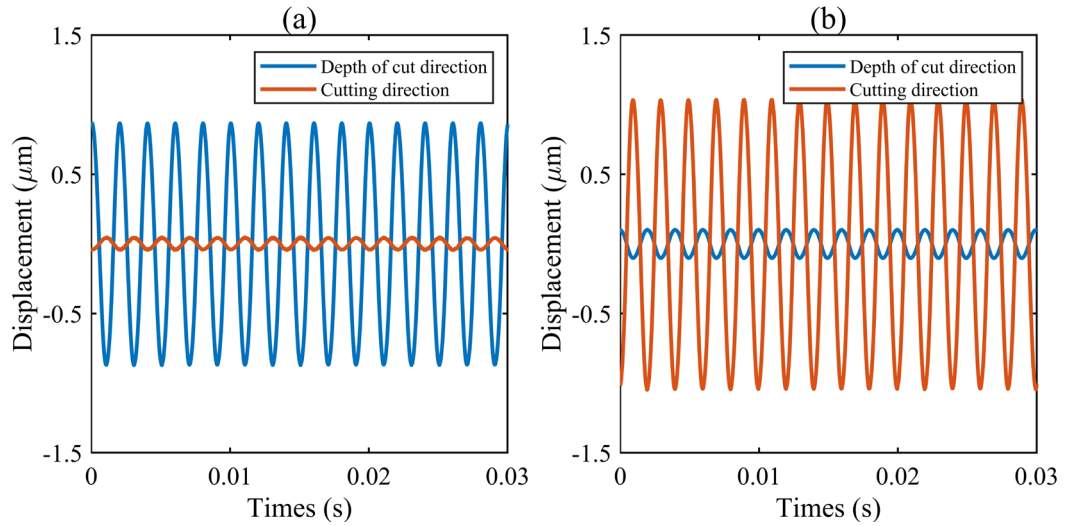 (a)
1.5
0.5
-0.5
-1.5
Displacement (μm)
Depth of cut direction
Cutting direction
0
0.01
0.02
0.03
Times (s)
(b)
1.5
0.5
-0.5
-1.5
Displacement (μm)
Depth of cut direction
Cutting direction
0
0.01
0.02
0.03
Times (s)